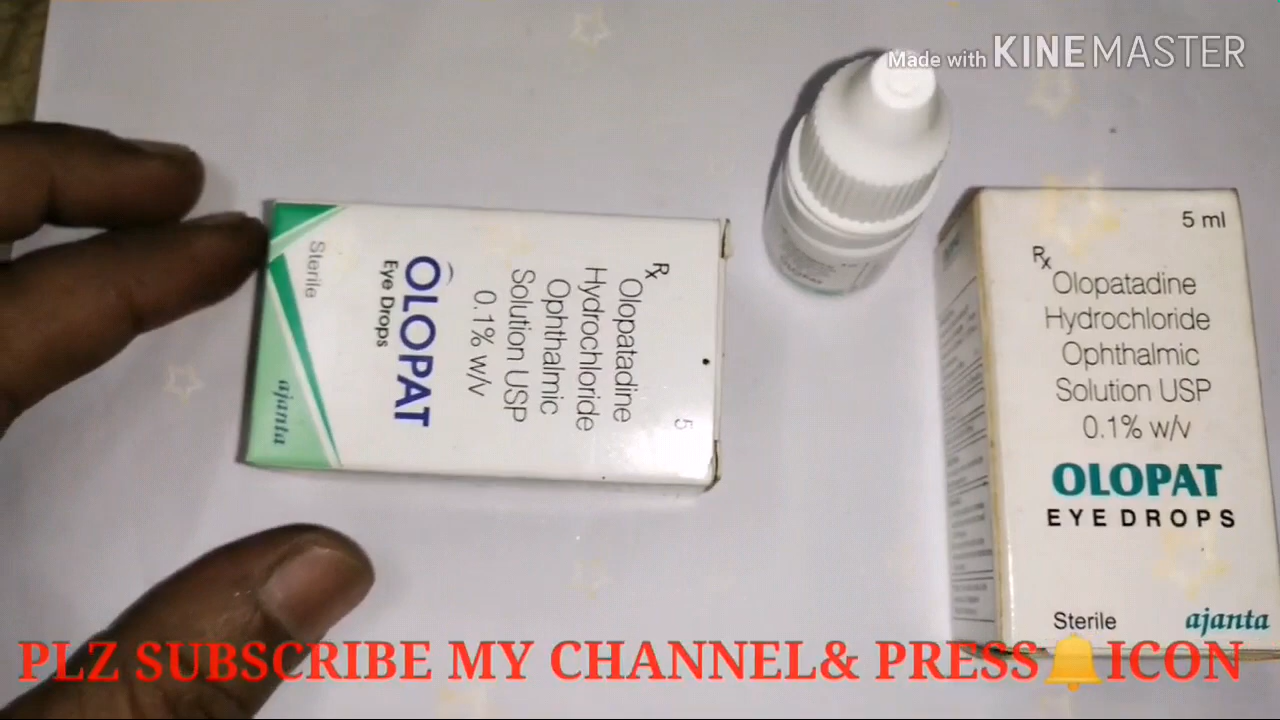 Made with KINEMASTER
5
Rx
Olopatadine
Hydrochloride
Ophthalmic
Solution USP
0.1% w/v
OLOPAT
Eye Drops
Sterile
ajanta
5 ml
Rx
Olopatadine
Hydrochloride
Ophthalmic
Solution USP
0.1% w/v
OLOPAT
EYE DROPS
Sterile
ajanta
PLZ SUBSCRIBE MY CHANNEL& PRESS🔔ICON